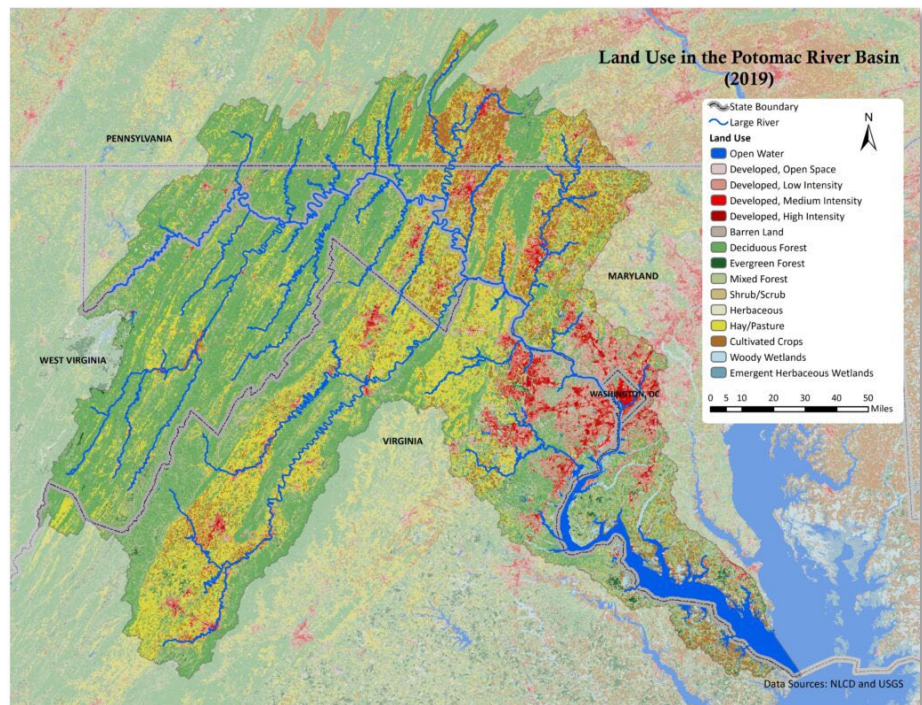 Land Use in the Potomac River Basin
(2019)
State Boundary
Large River
N
Land Use
Open Water
Developed, Open Space
Developed, Low Intensity
Developed, Medium Intensity
Developed, High Intensity
Barren Land
Deciduous Forest
Evergreen Forest
Mixed Forest
Shrub/Scrub
Herbaceous
Hay/Pasture
Cultivated Crops
Woody Wetlands
Emergent Herbaceous Wetlands
0 5 10 20 30 40 50
Miles
PENNSYLVANIA
MARYLAND
WEST VIRGINIA
WASHINGTON, DC
VIRGINIA
Data Sources: NLCD and USGS